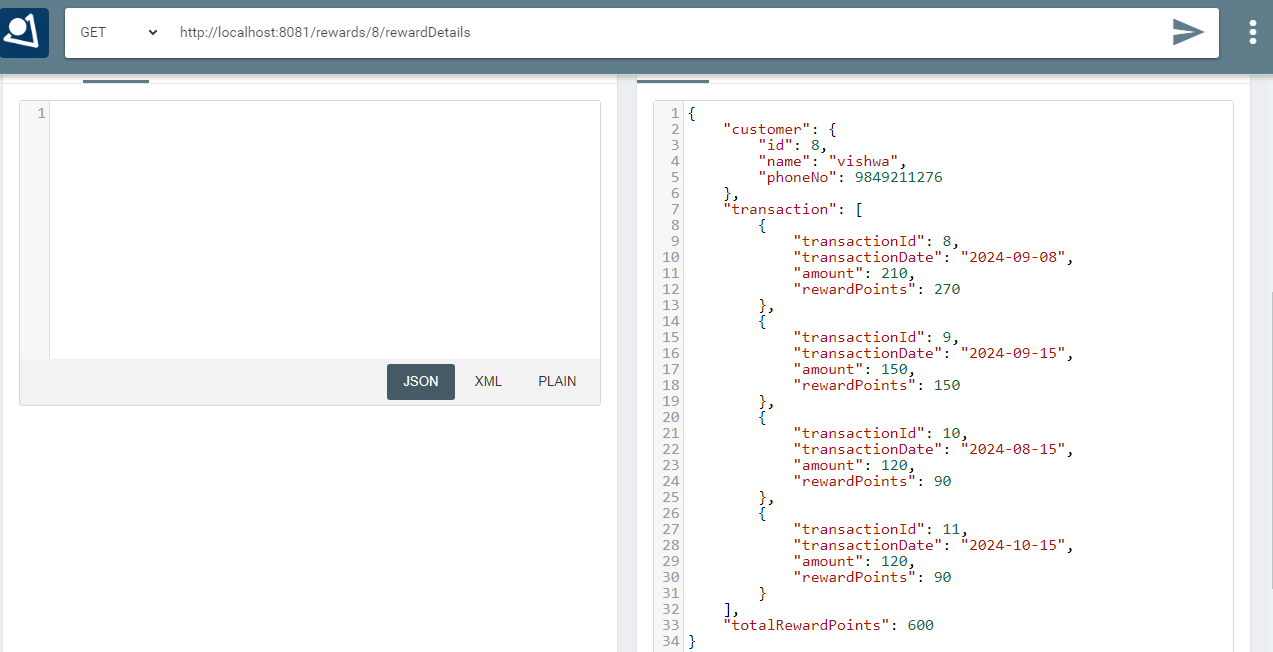 GET
http://localhost:8081/rewards/8/rewardDetails
1
JSON
XML
PLAIN
1 {
2     "customer": {
3         "id": 8,
4         "name": "vishwa",
5         "phoneNo": 9849211276
6     },
7     "transaction": [
8         {
9             "transactionId": 8,
10             "transactionDate": "2024-09-08",
11             "amount": 210,
12             "rewardPoints": 270
13         },
14         {
15             "transactionId": 9,
16             "transactionDate": "2024-09-15",
17             "amount": 150,
18             "rewardPoints": 150
19         },
20         {
21             "transactionId": 10,
22             "transactionDate": "2024-08-15",
23             "amount": 120,
24             "rewardPoints": 90
25         },
26         {
27             "transactionId": 11,
28             "transactionDate": "2024-10-15",
29             "amount": 120,
30             "rewardPoints": 90
31         }
32     ],
33     "totalRewardPoints": 600
34 }